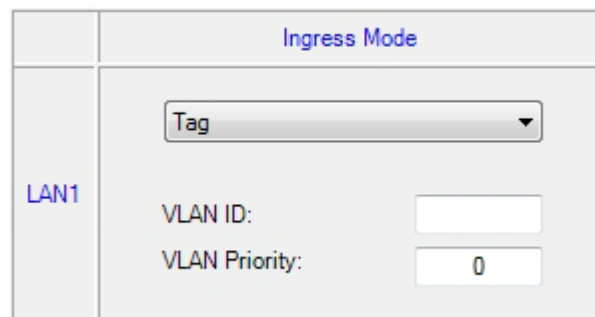 Ingress Mode
Tag
LAN1
VLAN ID:
VLAN Priority: 0